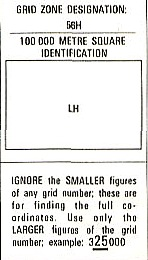 GRID ZONE DESIGNATION:
56H
100 000 METRE SQUARE
IDENTIFICATION
LH
IGNORE the SMALLER figures
of any grid number; these are
for finding the full co-
ordinates. Use only the
LARGER figures of the grid
number; example: 325000